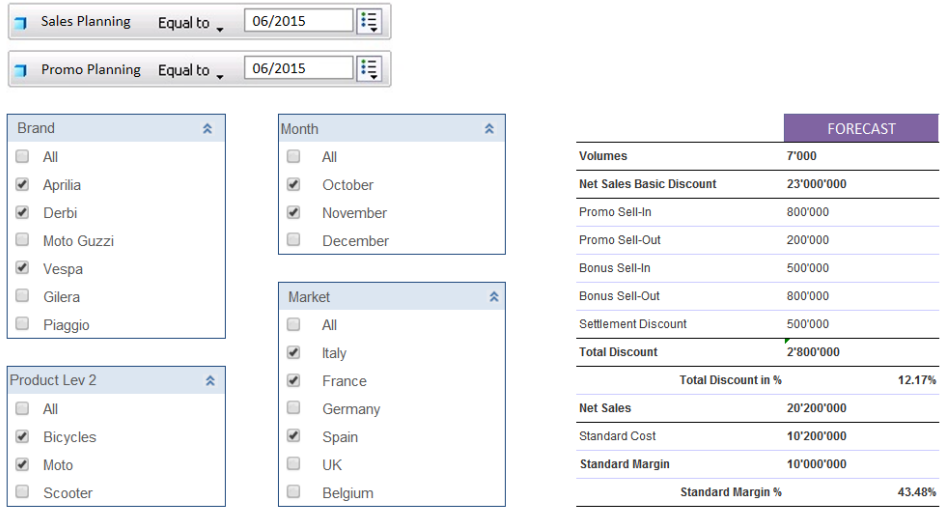 Sales Planning Equal to 06/2015
Promo Planning Equal to 06/2015
Brand
All
Aprilia
Derbi
Moto Guzzi
Vespa
Gilera
Piaggio
Product Lev 2
All
Bicycles
Moto
Scooter
Month
All
October
November
December
Market
All
Italy
France
Germany
Spain
UK
Belgium
FORECAST
Volumes 7'000
Net Sales Basic Discount 23'000'000
Promo Sell-In 800'000
Promo Sell-Out 200'000
Bonus Sell-In 500'000
Bonus Sell-Out 800'000
Settlement Discount 500'000
Total Discount 2'800'000
Total Discount in % 12.17%
Net Sales 20'200'000
Standard Cost 10'200'000
Standard Margin 10'000'000
Standard Margin % 43.48%